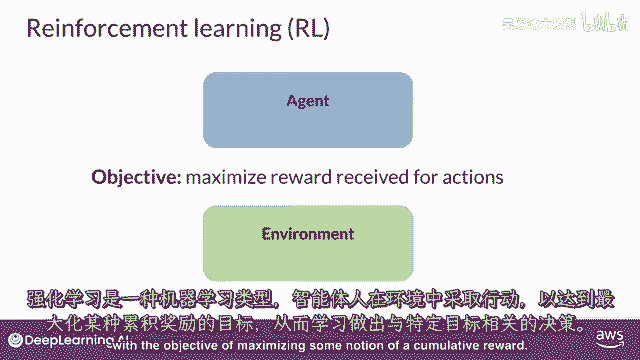 Reinforcement learning (RL)
Agent
Objective: maximize reward received for actions
Environment
强化学习是一种机器学习类型，智能体人在环境中采取行动，以达到最
大化某种累积奖励的目标，从而学习做出与特定目标相关的决策。
with the objective of maximizing some notion of a cumulative reward.
DeepLearning.AI
aws